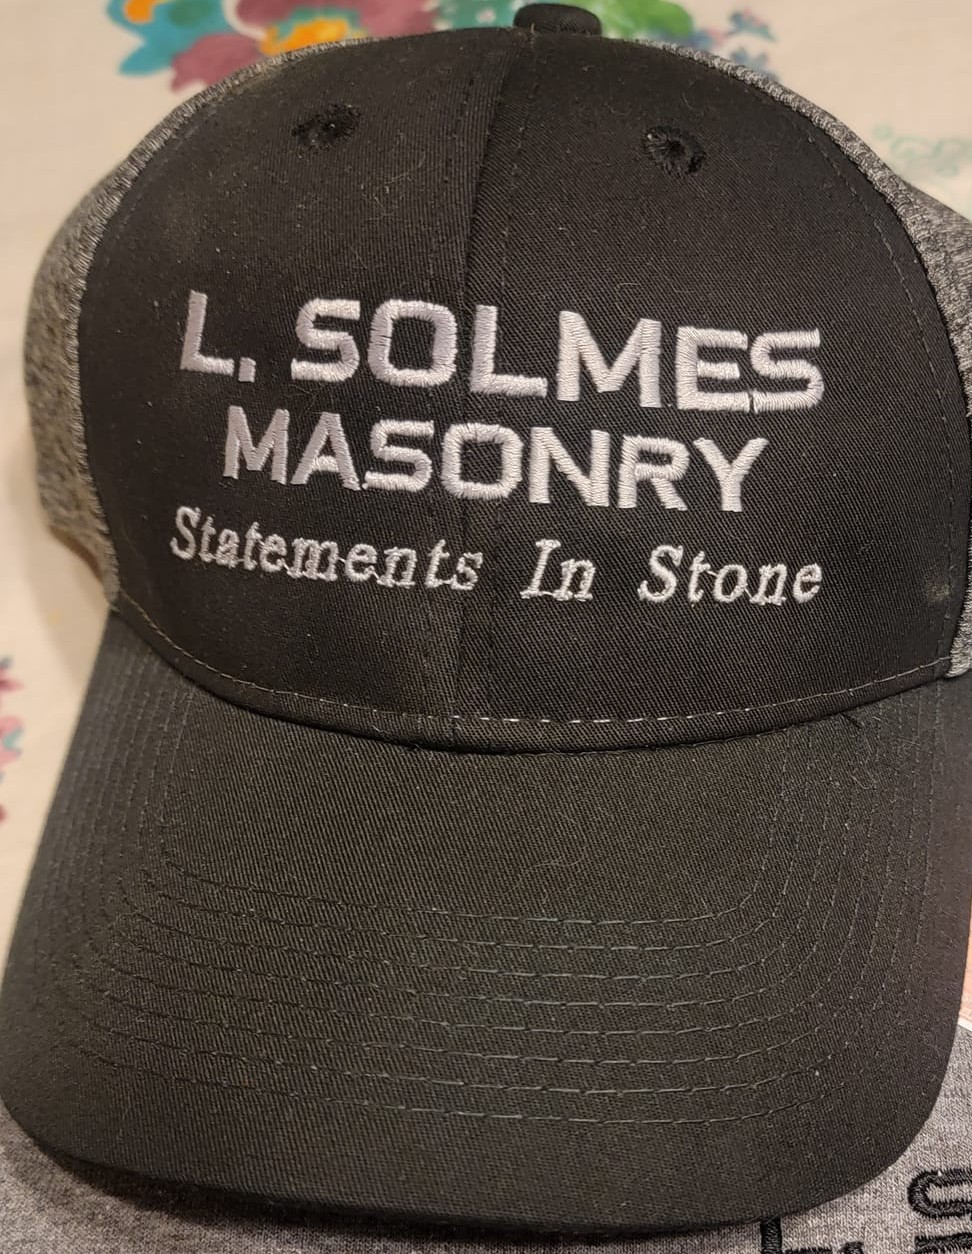 L. SOLMES
MASONRY
Statements In Stone